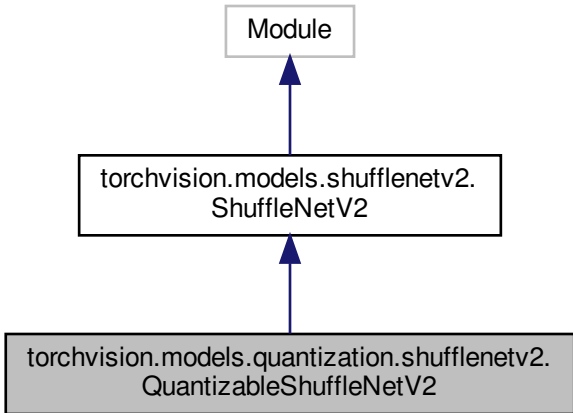 Module
torchvision.models.shufflenetv2.
ShuffleNetV2
torchvision.models.quantization.shufflenetv2.
QuantizableShuffleNetV2